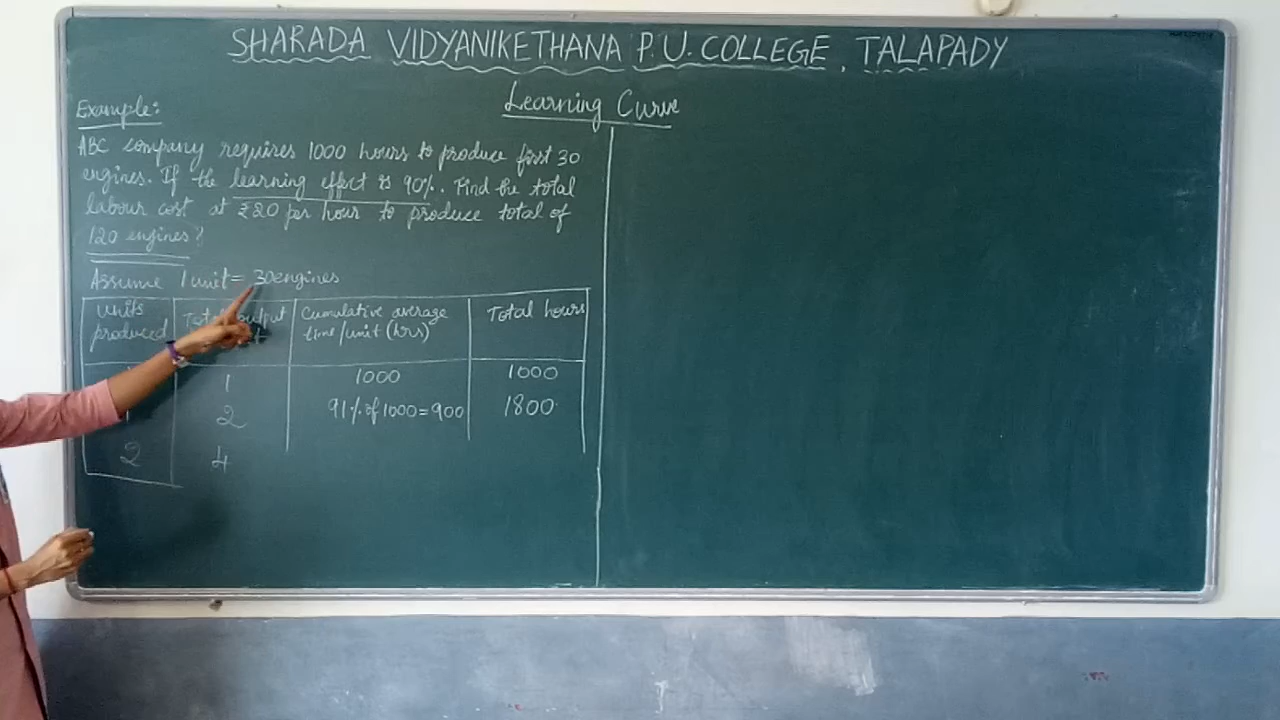 SHARADA VIDYANIKETHANA P.U. COLLEGE, TALAPADY
Learning Curve
Example:
ABC company requires 1000 hours to produce first 30
engines. If the learning effect is 90%. Find the total
labour cost at ₹20 per hour to produce total of
120 engines?
Assume 1 unit = 30engines
units produced
Total output
Cumulative average time/unit (hrs)
Total hours
1 1000 1000
2 91% of 1000=900 1800
2 4